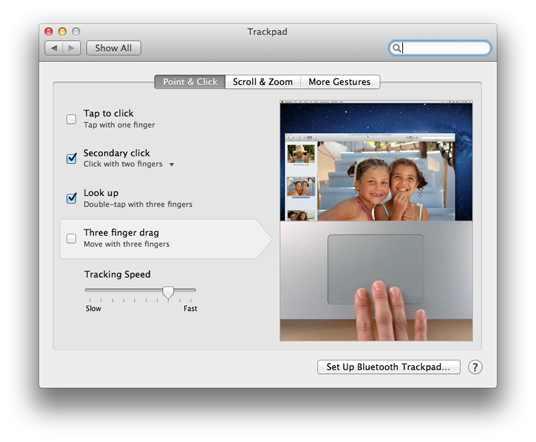 Trackpad
Show All
Point & Click
Scroll & Zoom
More Gestures
Tap to click
Tap with one finger
Secondary click
Click with two fingers
Look up
Double-tap with three fingers
Three finger drag
Move with three fingers
Tracking Speed
Slow
Fast
Set Up Bluetooth Trackpad...
?